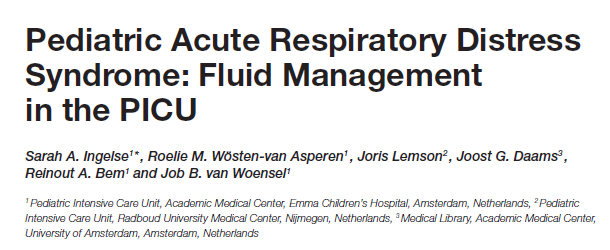 Pediatric Acute Respiratory Distress
Syndrome: Fluid Management
in the PICU
Sarah A. Ingelse¹*, Roelie M. Wösten-van Asperen¹, Joris Lemson², Joost G. Daams³,
Reinout A. Bem¹ and Job B. van Woensel¹
¹ Pediatric Intensive Care Unit, Academic Medical Center, Emma Children's Hospital, Amsterdam, Netherlands, ² Pediatric
Intensive Care Unit, Radboud University Medical Center, Nijmegen, Netherlands, ³ Medical Library, Academic Medical Center,
University of Amsterdam, Amsterdam, Netherlands